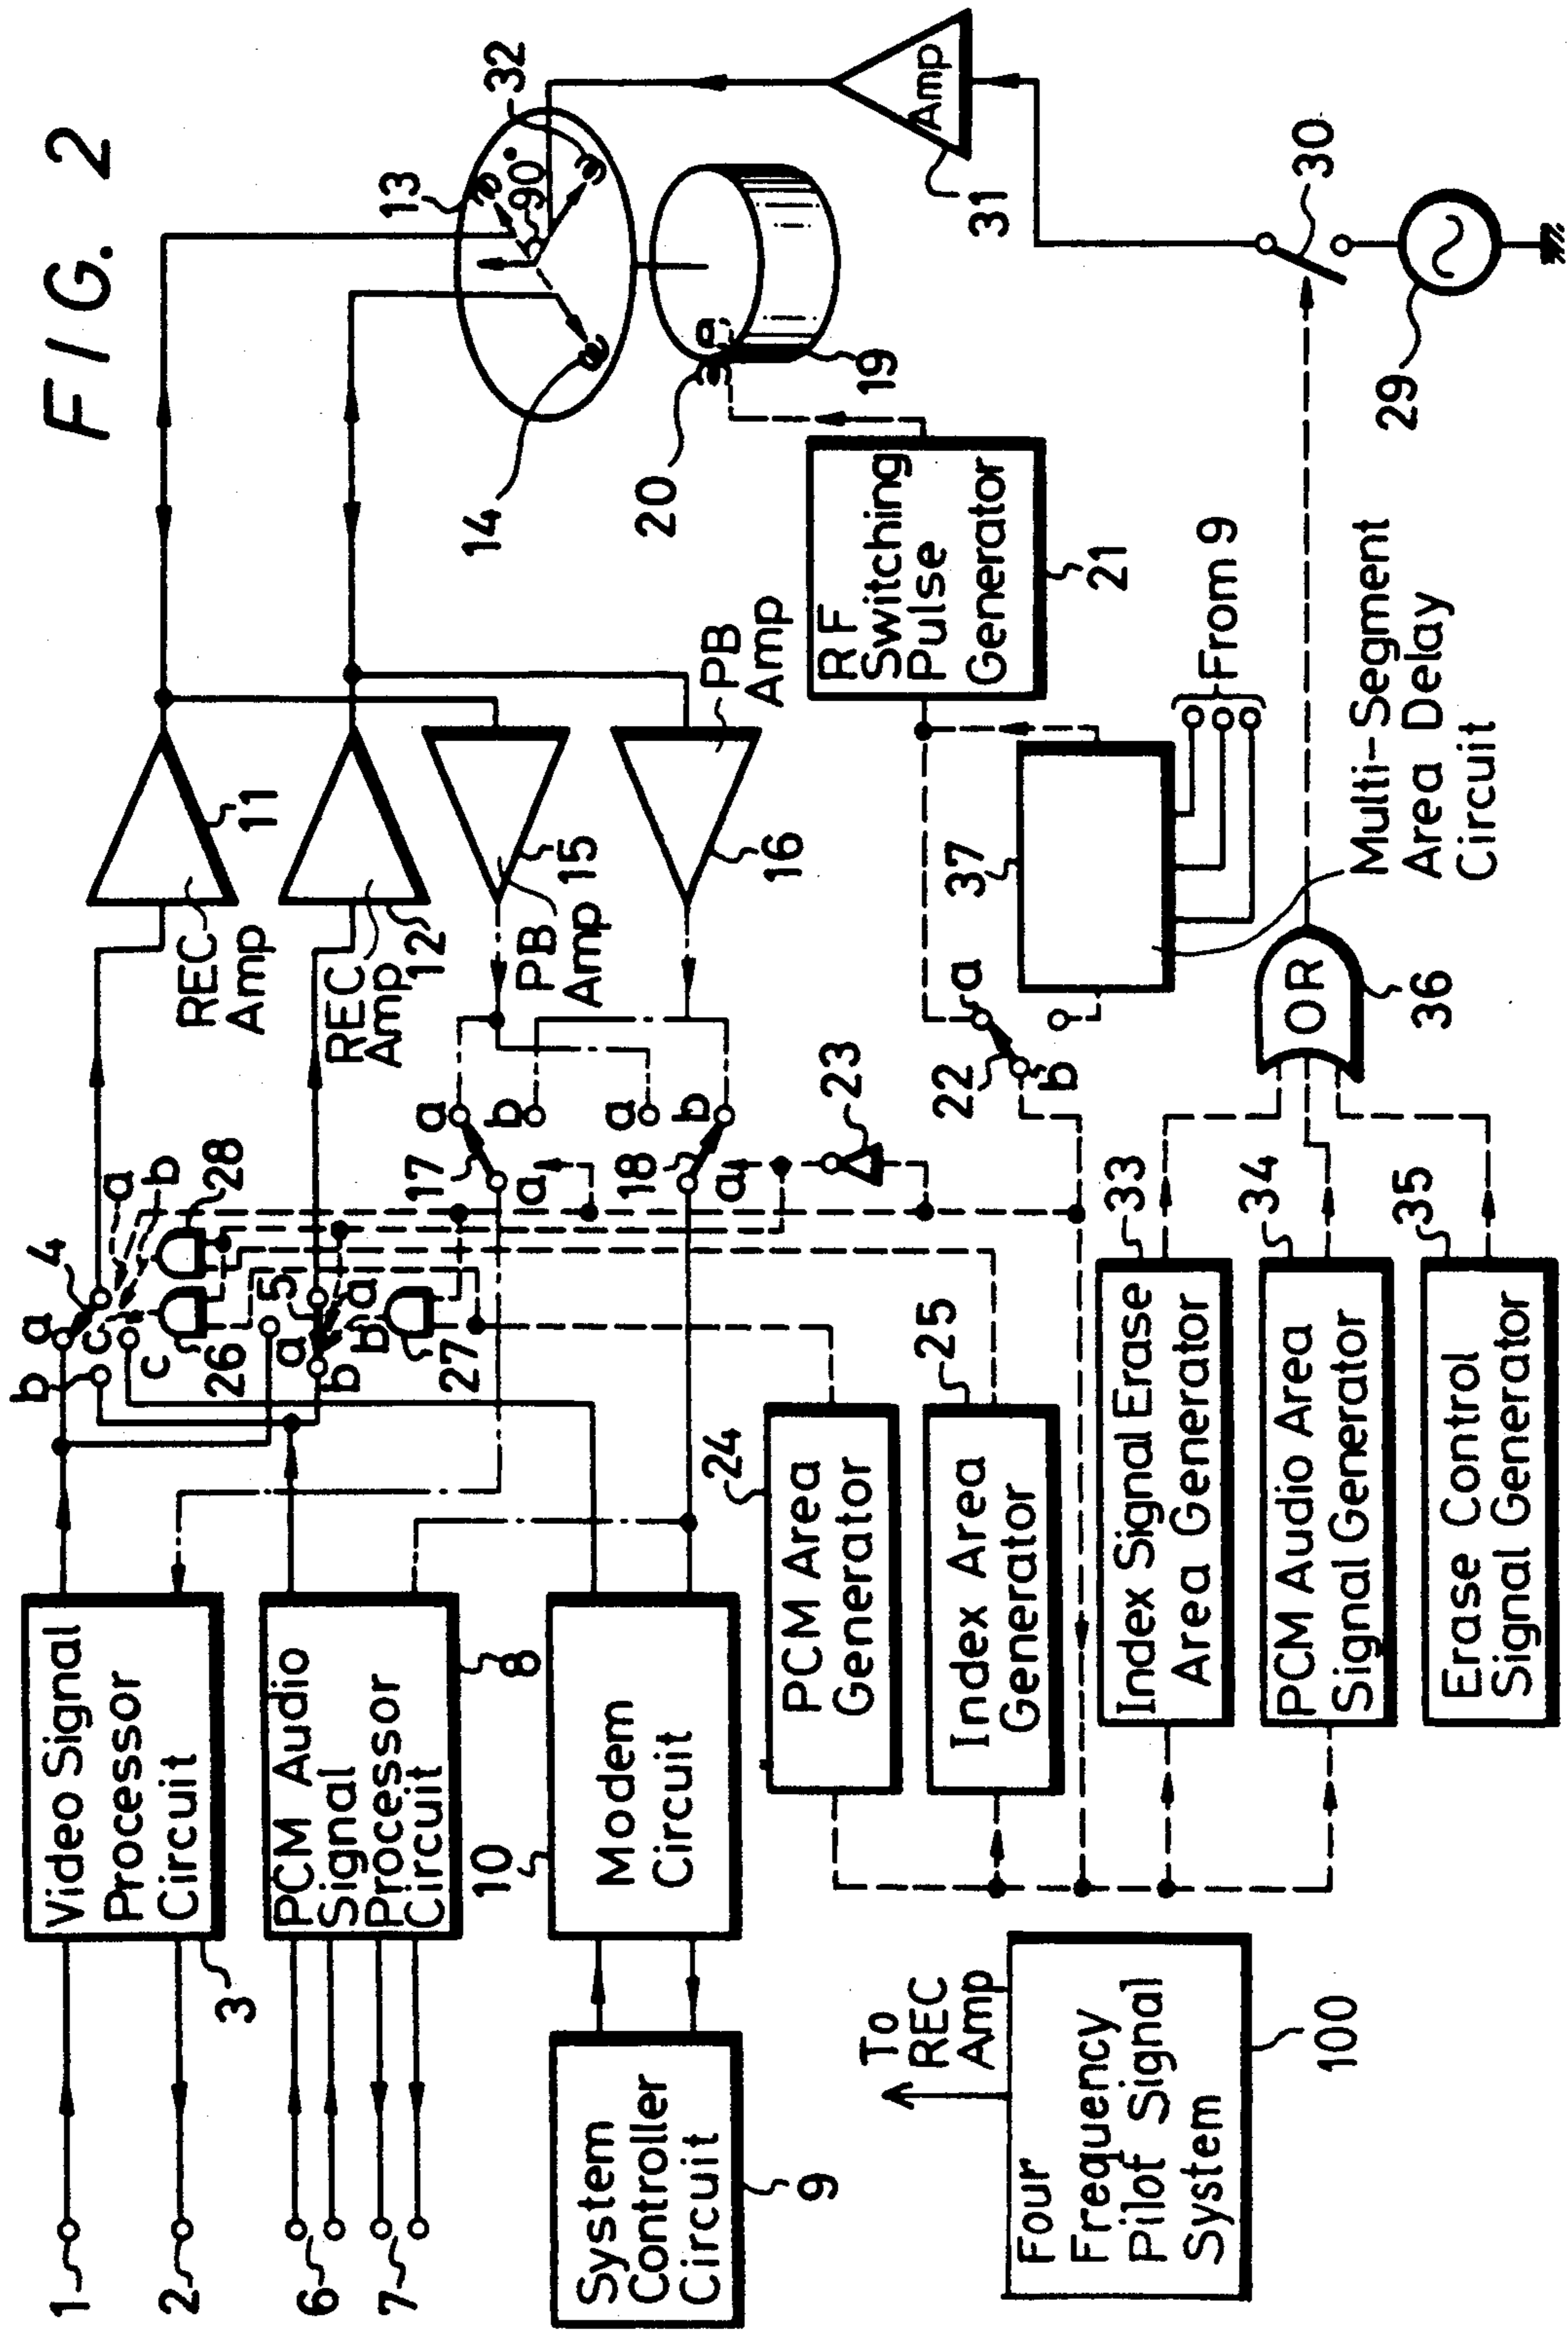 FIG. 2
1
2
3
Video Signal
Processor
Circuit
6
7
PCM Audio
Signal
Processor
Circuit
8
9
System
Controller
Circuit
10
Modem
Circuit
4
a
b
c
a
b
c
5
a
b
a
b
26
27
28
REC
Amp
11
REC
Amp
12
PB
Amp
15
PB
Amp
16
17
a
b
a
18
a
b
a
23
13
14
32
90°
20
19
a
RF
Switching
Pulse
Generator
21
22
a
b
37
From 9
Multi-Segment
Area Delay
Circuit
24
PCM Area
Generator
25
Index Area
Generator
33
Index Signal Erase
Area Generator
34
PCM Audio Area
Signal Generator
35
Erase Control
Signal Generator
OR
36
Amp
31
30
29
To
REC
Amp
Four
Frequency
Pilot Signal
System
100